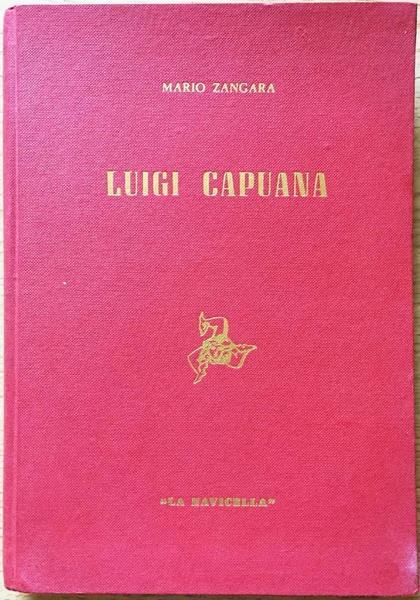 MARIO ZANGARA
LUIGI CAPUANA
"LA NAVICELLA"